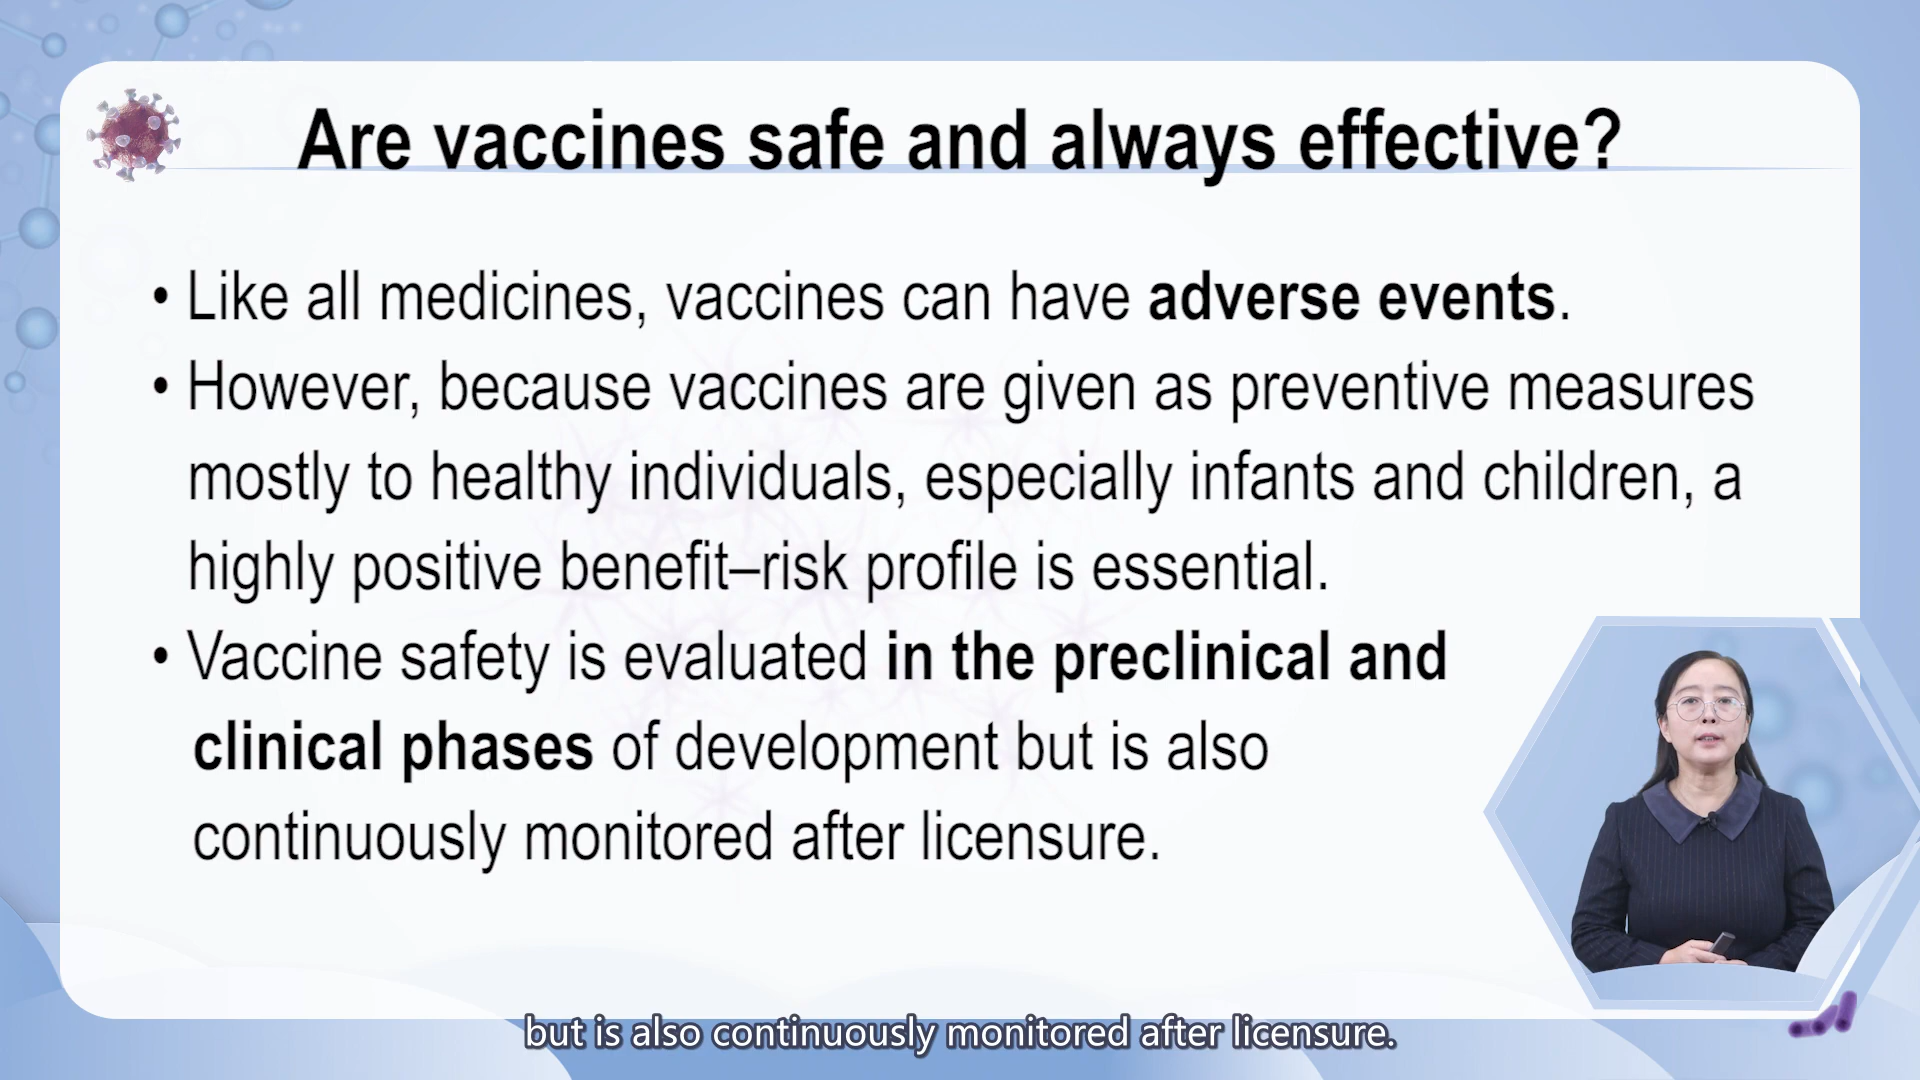 Are vaccines safe and always effective?
• Like all medicines, vaccines can have adverse events.
• However, because vaccines are given as preventive measures
mostly to healthy individuals, especially infants and children, a
highly positive benefit–risk profile is essential.
• Vaccine safety is evaluated in the preclinical and
clinical phases of development but is also
continuously monitored after licensure.
but is also continuously monitored after licensure.